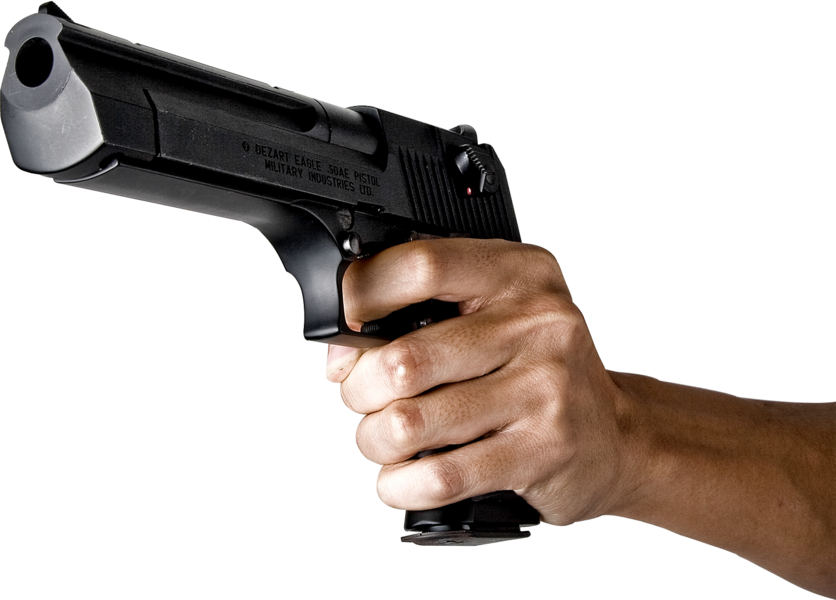 DEZART EAGLE .50AE PISTOL
MILITARY INDUSTRIES LTD.